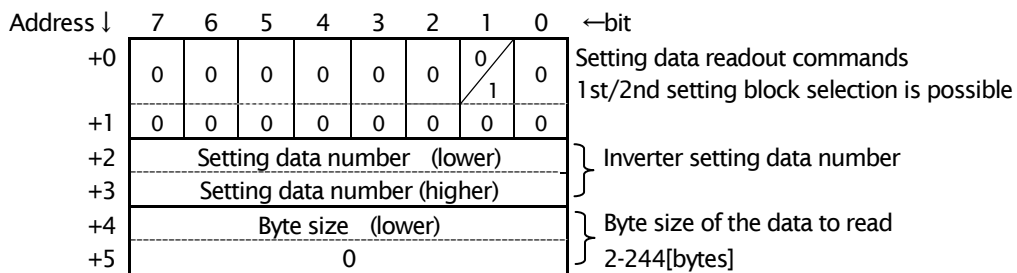 Address ↓ 7 6 5 4 3 2 1 0 ←bit
+0 0 0 0 0 0 0 0/1 0 Setting data readout commands
1st/2nd setting block selection is possible
+1 0 0 0 0 0 0 0 0
+2 Setting data number (lower) Inverter setting data number
+3 Setting data number (higher)
+4 Byte size (lower) Byte size of the data to read
+5 0 2-244[bytes]